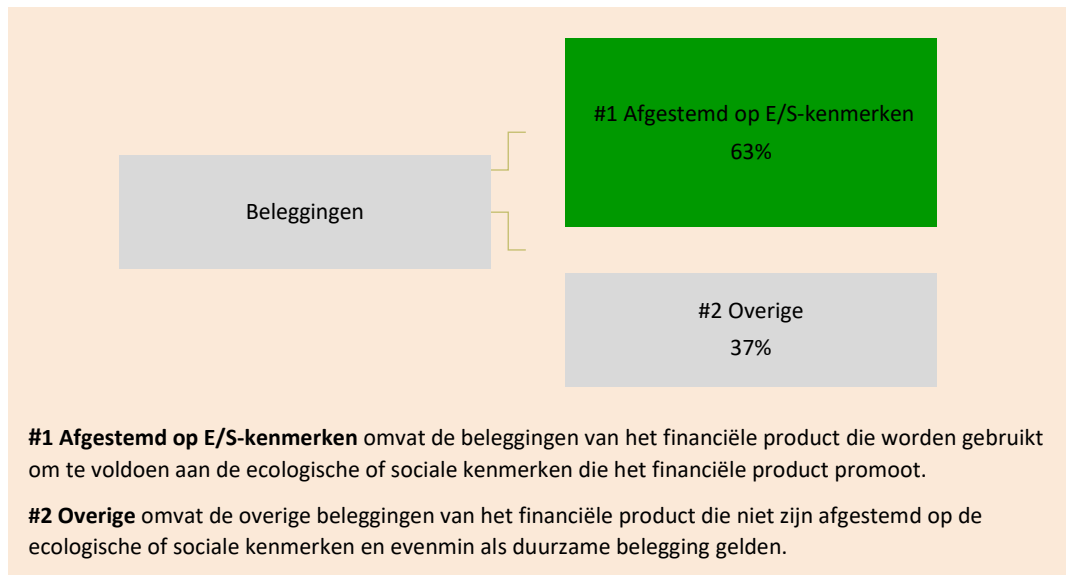 #1 Afgestemd op E/S-kenmerken
63%
Beleggingen
#2 Overige
37%
#1 Afgestemd op E/S-kenmerken omvat de beleggingen van het financiële product die worden gebruikt
om te voldoen aan de ecologische of sociale kenmerken die het financiële product promoot.
#2 Overige omvat de overige beleggingen van het financiële product die niet zijn afgestemd op de
ecologische of sociale kenmerken en evenmin als duurzame belegging gelden.